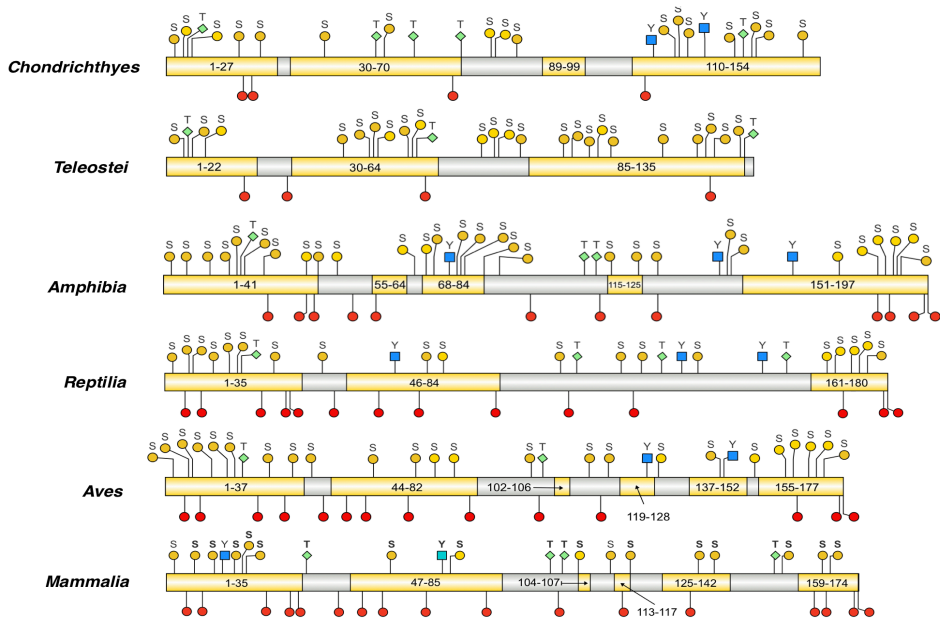 S S T S S S S T S T T S S S Y S S S Y S T S S S
Chondrichthyes 1-27 30-70 89-99 110-154
S T S S S S S S S S T S S S S S S S S S S S S S S T
Teleostei 1-22 30-64 85-135
S S S S S T S S S S S S S S Y S S S S S T T S S S Y S S Y S S S S S
Amphibia 1-41 55-64 68-84 115-125 151-197
S S S S S T S S Y S S S T S S T Y S Y T S S S S S
Reptilia 1-35 46-84 161-180
S S S S S S T S S S S S S S S T S S Y S S Y S S S S S S
Aves 1-37 44-82 102-106 137-152 155-177
119-128
S S S Y S S S T S Y S T T S S S S S T S S S
Mammalia 1-35 47-85 104-107 125-142 159-174
113-117